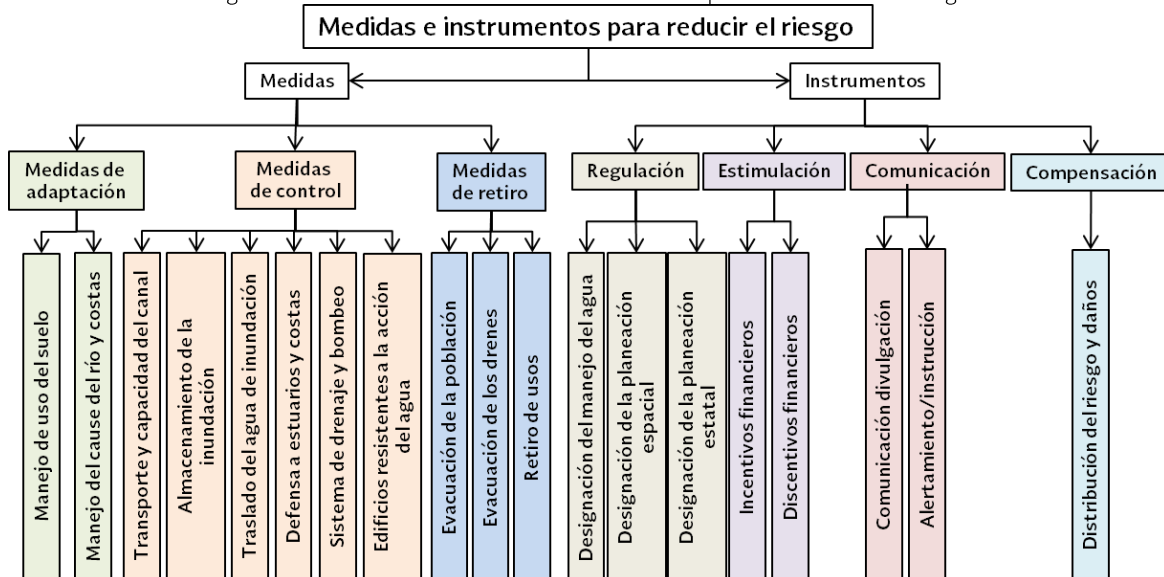 Medidas e instrumentos para reducir el riesgo
Medidas
Instrumentos
Medidas de
adaptación
Medidas
de control
Medidas
de retiro
Regulación
Estimulación
Comunicación
Compensación
Manejo de uso del suelo
Manejo del cause del río y costas
Transporte y capacidad del canal
Almacenamiento de la
inundación
Traslado del agua de inundación
Defensa a estuarios y costas
Sistema de drenaje y bombeo
Edificios resistentes a la acción
del agua
Evacuación de la población
Evacuación de los drenes
Retiro de usos
Designación del manejo del agua
Designación de la planeación
espacial
Designación de la planeación
estatal
Incentivos financieros
Discentivos financieros
Comunicación divulgación
Alertamiento/instrucción
Distribución del riesgo y daños